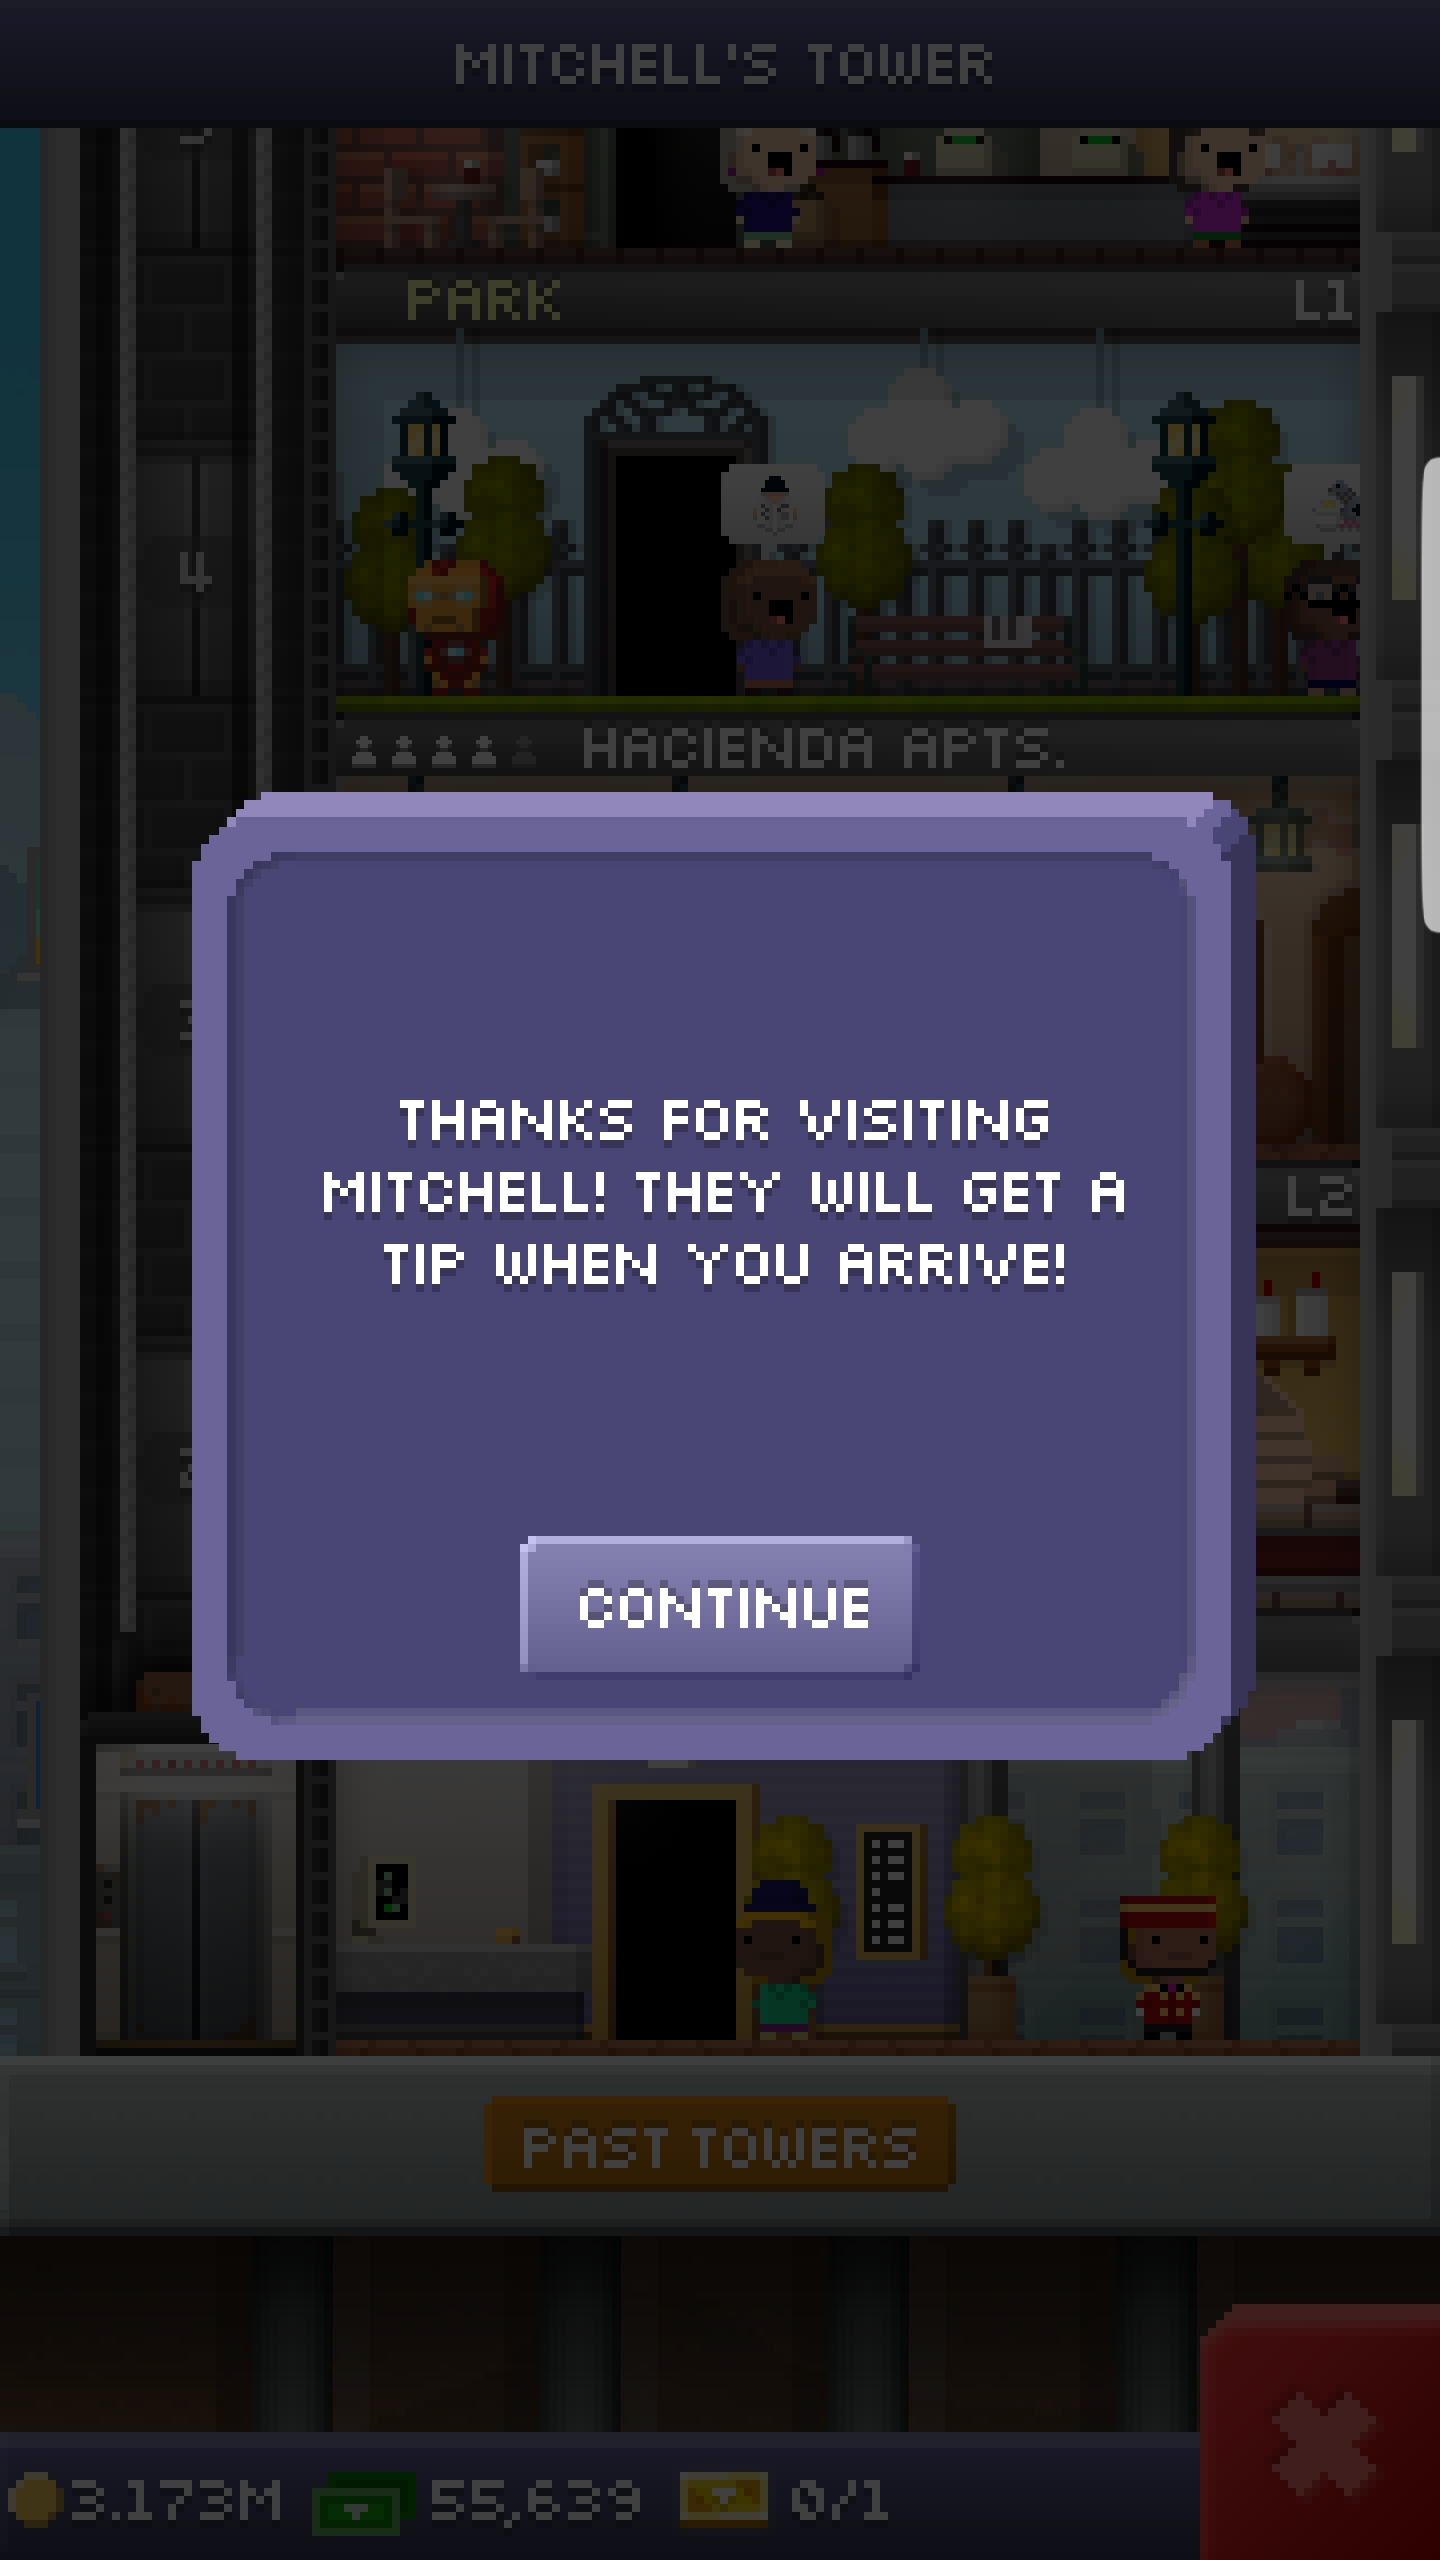 MITCHELL'S TOWER
PARK L1
4
HACIENDA APTS.
THANKS FOR VISITING
MITCHELL! THEY WILL GET A
TIP WHEN YOU ARRIVE!
L2
CONTINUE
PAST TOWERS
3.173M 55,639 0/1